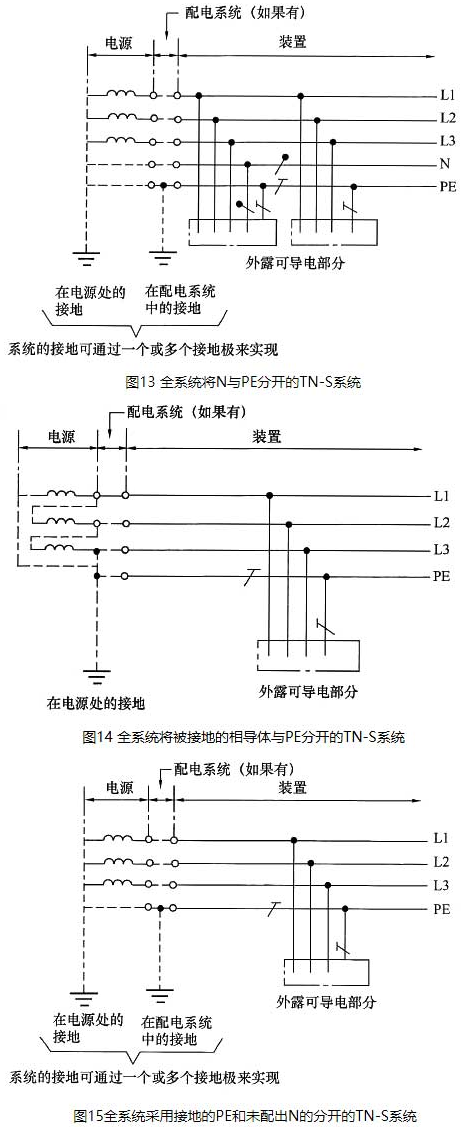 配电系统（如果有）
电源
装置
L1
L2
L3
N
PE
外露可导电部分
在电源处的
接地
在配电系统
中的接地
系统的接地可通过一个或多个接地极来实现
图13 全系统将N与PE分开的TN-S系统
配电系统（如果有）
电源
装置
L1
L2
L3
PE
外露可导电部分
在电源处的接地
图14 全系统将被接地的相导体与PE分开的TN-S系统
配电系统（如果有）
电源
装置
L1
L2
L3
PE
外露可导电部分
在电源处的
接地
在配电系统
中的接地
系统的接地可通过一个或多个接地极来实现
图15全系统采用接地的PE和未配出N的分开的TN-S系统